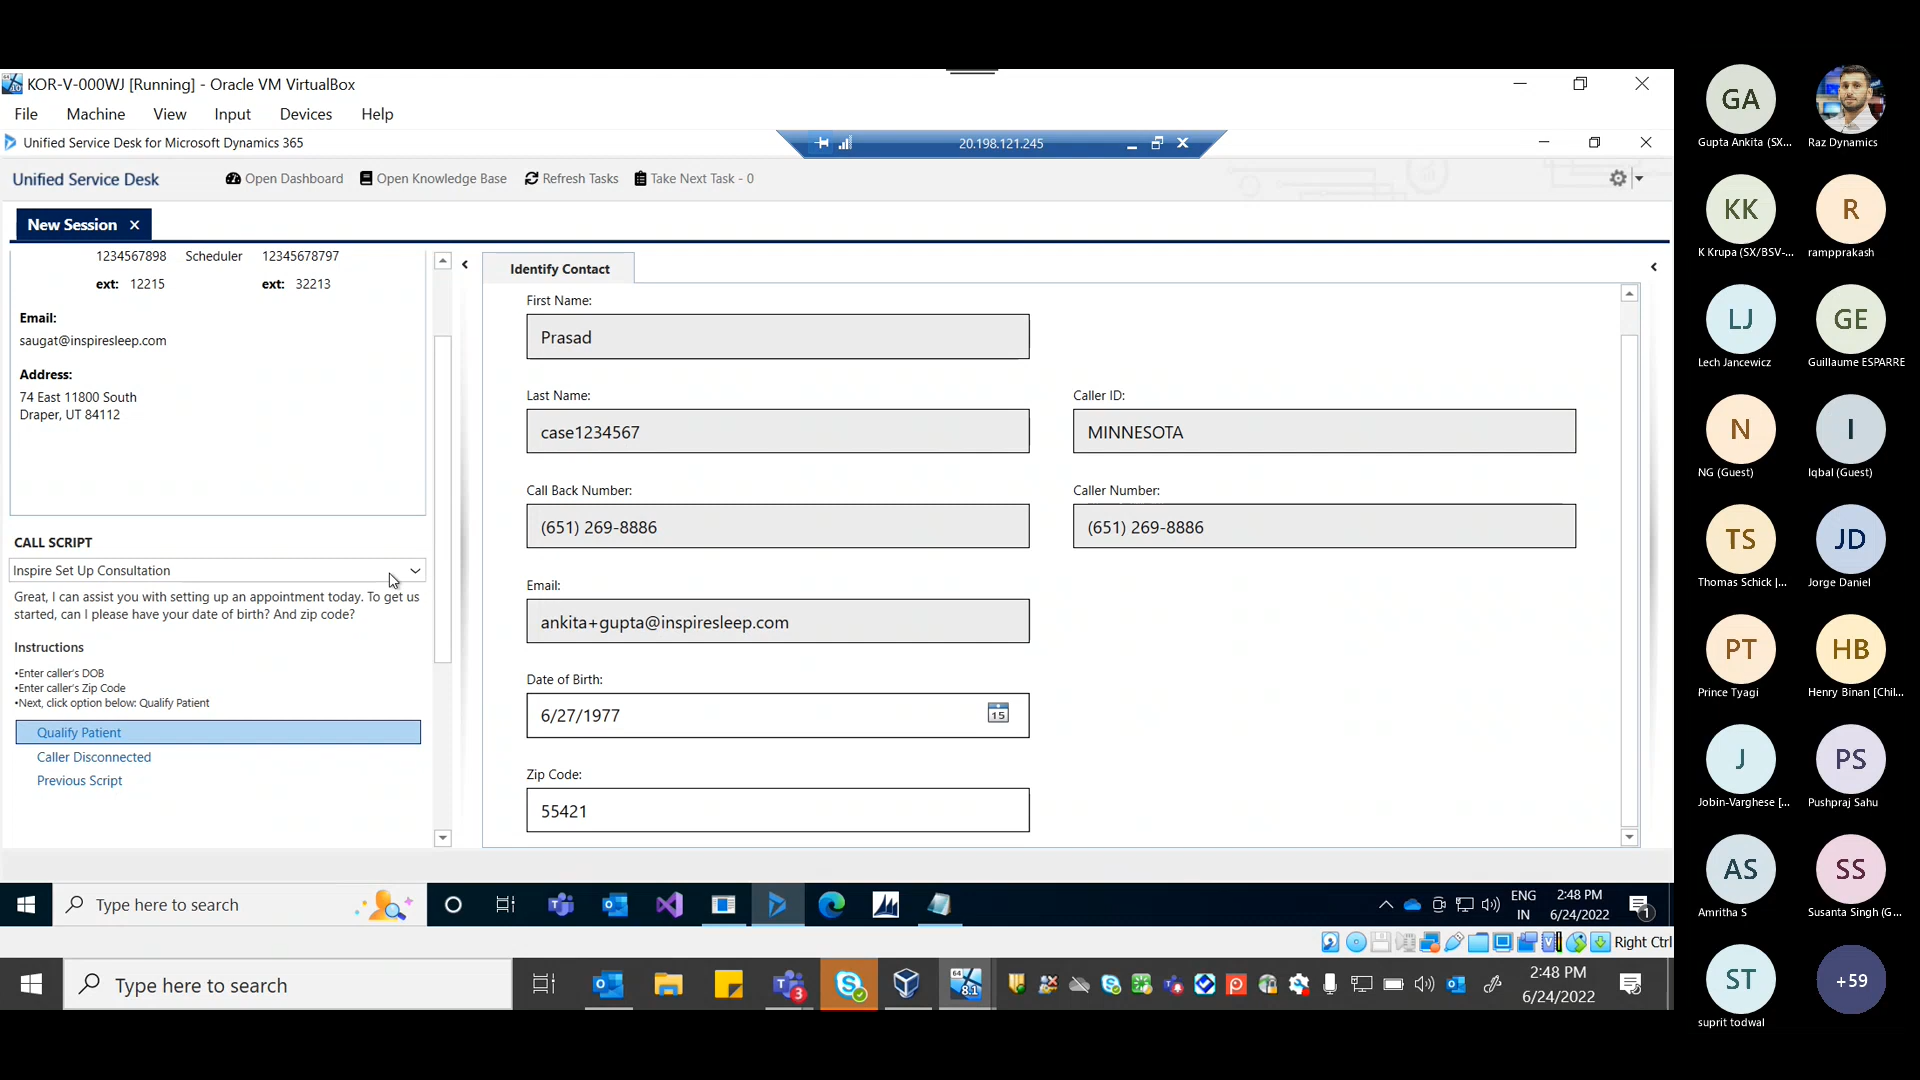 KOR-V-000WJ [Running] - Oracle VM VirtualBox
File Machine View Input Devices Help
Unified Service Desk for Microsoft Dynamics 365
20.198.121.245
Unified Service Desk
Open Dashboard Open Knowledge Base Refresh Tasks Take Next Task - 0
New Session
1234567898 Scheduler 12345678797
ext: 12215 ext: 32213
Email:
saugat@inspiresleep.com
Address:
74 East 11800 South
Draper, UT 84112
CALL SCRIPT
Inspire Set Up Consultation
Great, I can assist you with setting up an appointment today. To get us
started, can I please have your date of birth? And zip code?
Instructions
•Enter caller's DOB
•Enter caller's Zip Code
•Next, click option below: Qualify Patient
Qualify Patient
Caller Disconnected
Previous Script
Identify Contact
First Name:
Prasad
Last Name:
case1234567
Caller ID:
MINNESOTA
Call Back Number:
(651) 269-8886
Caller Number:
(651) 269-8886
Email:
ankita+gupta@inspiresleep.com
Date of Birth:
6/27/1977
15
Zip Code:
55421
Type here to search
ENG
IN
2:48 PM
6/24/2022
1
Right Ctrl
Type here to search
3
64
8.1
2:48 PM
6/24/2022
GA
Gupta Ankita (SX...
Raz Dynamics
KK
K Krupa (SX/BSV-...
R
rampprakash
LJ
Lech Jancewicz
GE
Guillaume ESPARRE
N
NG (Guest)
I
Iqbal (Guest)
TS
Thomas Schick |...
JD
Jorge Daniel
PT
Prince Tyagi
HB
Henry Binan [Chil...
J
Jobin-Varghese [...
PS
Pushpraj Sahu
AS
Amritha S
SS
Susanta Singh (G...
ST
suprit todwal
+59